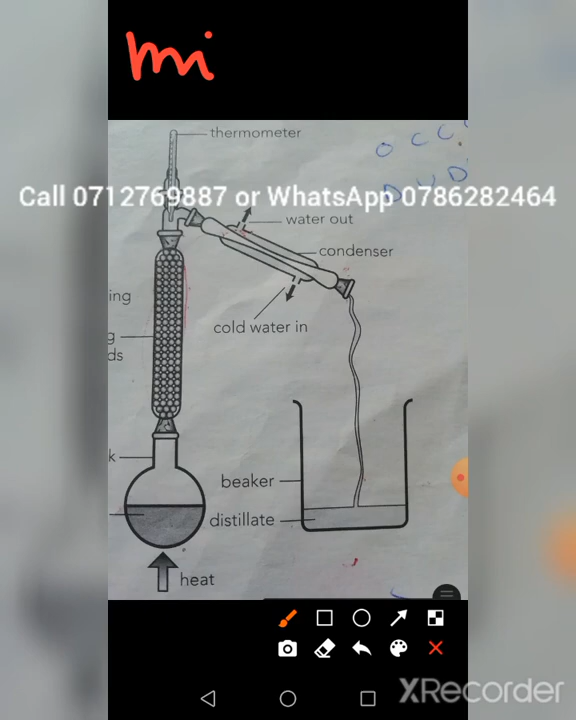 mi
thermometer
O C C
D U D
Call 0712769887 or WhatsApp 0786282464
water out
condenser
ing
cold water in
g
ds
k
beaker
distillate
heat
XRecorder